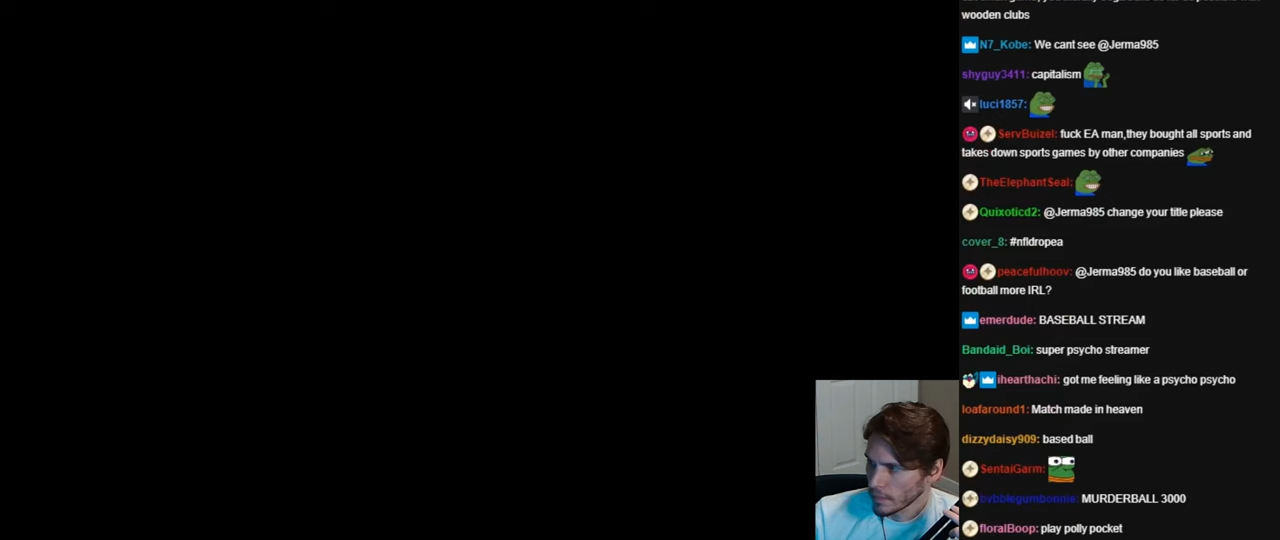 wooden clubs
N7_Kobe: We cant see @Jerma985
shyguy3411: capitalism
luci1857:
ServBuizel: fuck EA man,they bought all sports and
takes down sports games by other companies
TheElephantSeal:
Quixoticd2: @Jerma985 change your title please
cover_8: #nfldropea
peacefulhoov: @Jerma985 do you like baseball or
football more IRL?
emerdude: BASEBALL STREAM
Bandaid_Boi: super psycho streamer
ihearthachi: got me feeling like a psycho psycho
loafaround1: Match made in heaven
dizzydaisy909: based ball
SentaiGarm:
bvbblegumbonnie: MURDERBALL 3000
floralBoop: play polly pocket